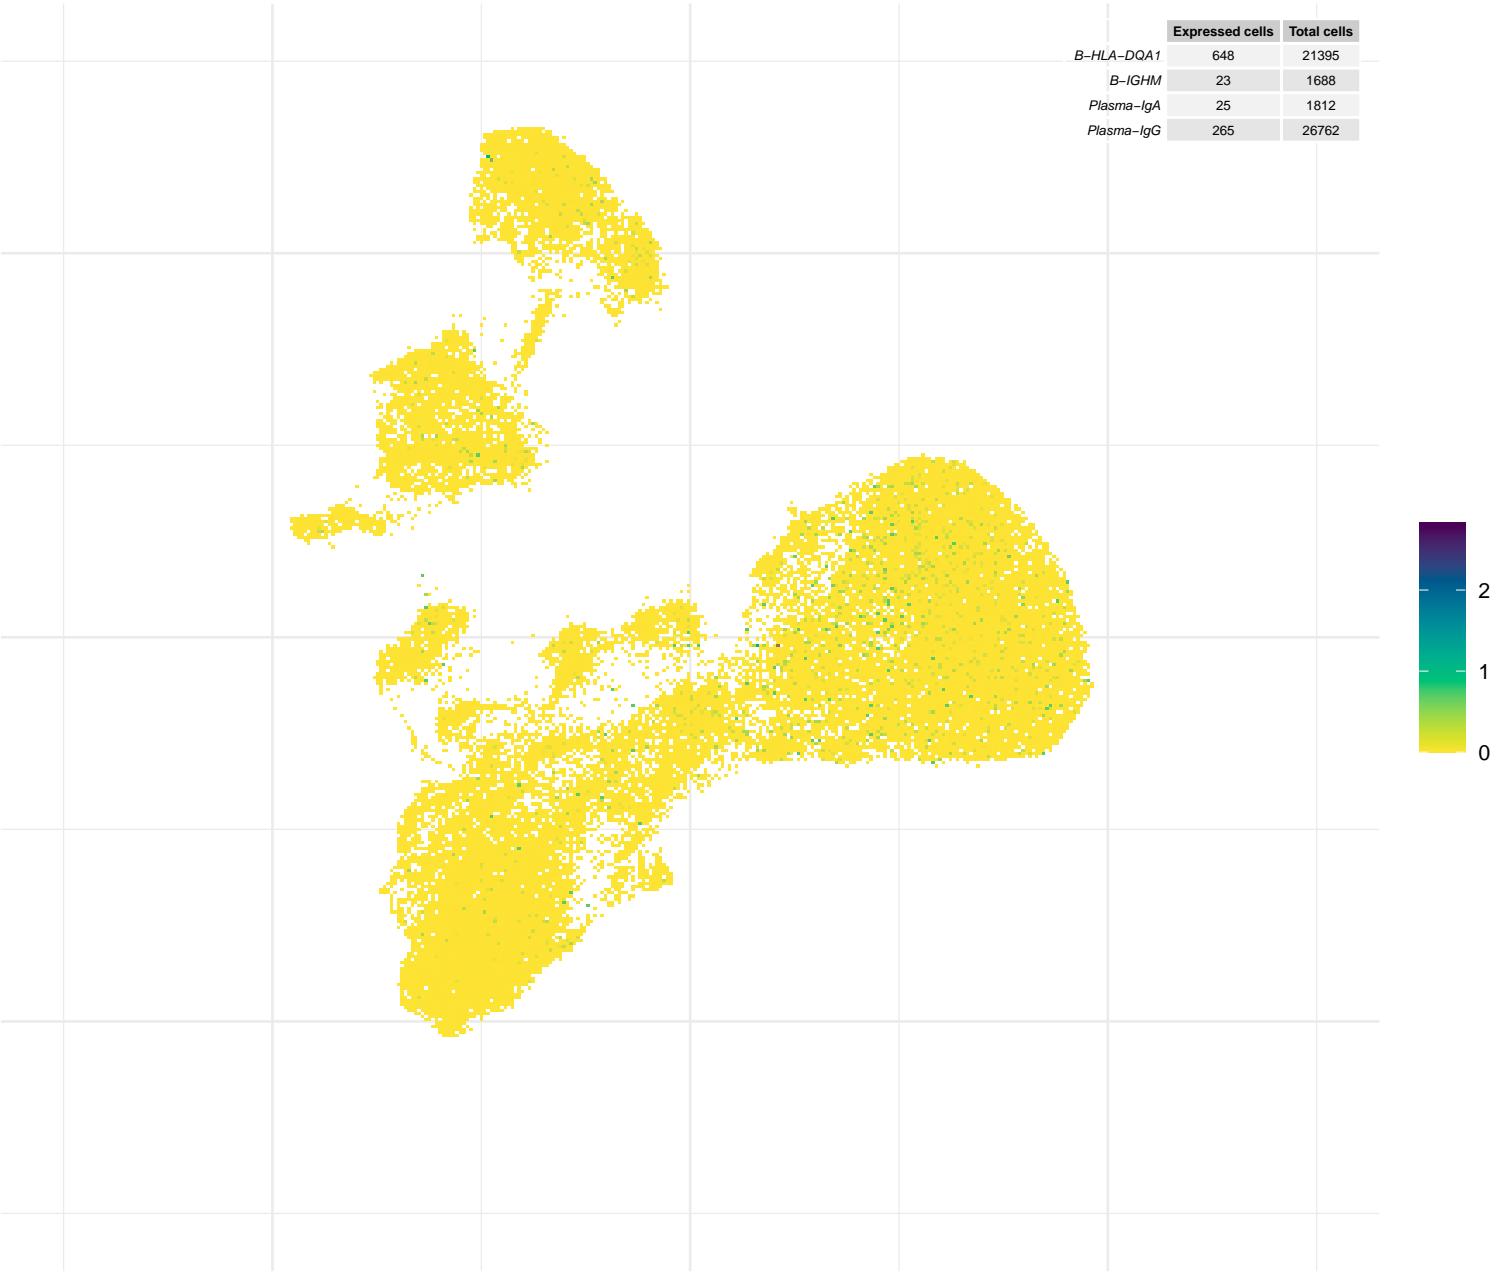 Expressed cells Total cells
B−HLA−DQA1 648 21395
B−IGHM 23 1688
Plasma−IgA 25 1812
Plasma−IgG 265 26762
2
1
0